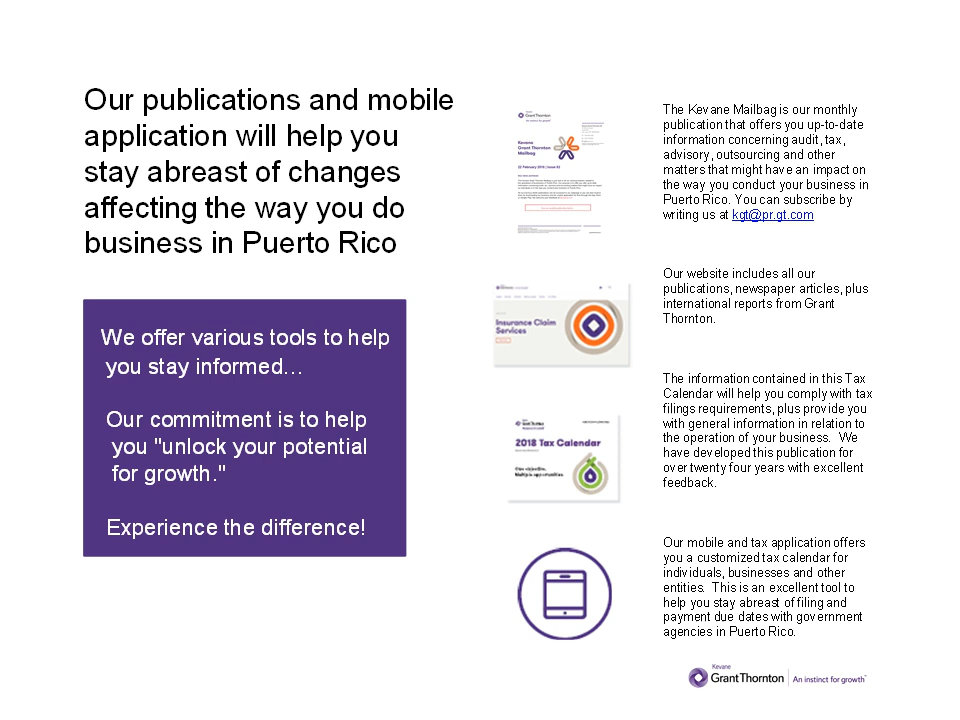 Our publications and mobile
application will help you
stay abreast of changes
affecting the way you do
business in Puerto Rico
We offer various tools to help
you stay informed…
Our commitment is to help
you "unlock your potential
for growth."
Experience the difference!
Grant Thornton
An instinct for growth
Kevane
Grant Thornton
Mailbag
The Kevane Mailbag is our monthly
publication that offers you up-to-date
information concerning audit, tax,
advisory, outsourcing and other
matters that might have an impact on
the way you conduct your business in
Puerto Rico. You can subscribe by
writing us at kgt@pr.gt.com
Insurance Claim
Services
Our website includes all our
publications, newspaper articles, plus
international reports from Grant
Thornton.
2018 Tax Calendar
One objective,
Multiple opportunities
The information contained in this Tax
Calendar will help you comply with tax
filings requirements, plus provide you
with general information in relation to
the operation of your business. We
have developed this publication for
over twenty four years with excellent
feedback.
Our mobile and tax application offers
you a customized tax calendar for
individuals, businesses and other
entities. This is an excellent tool to
help you stay abreast of filing and
payment due dates with government
agencies in Puerto Rico.
Kevane
Grant Thornton | An instinct for growth™